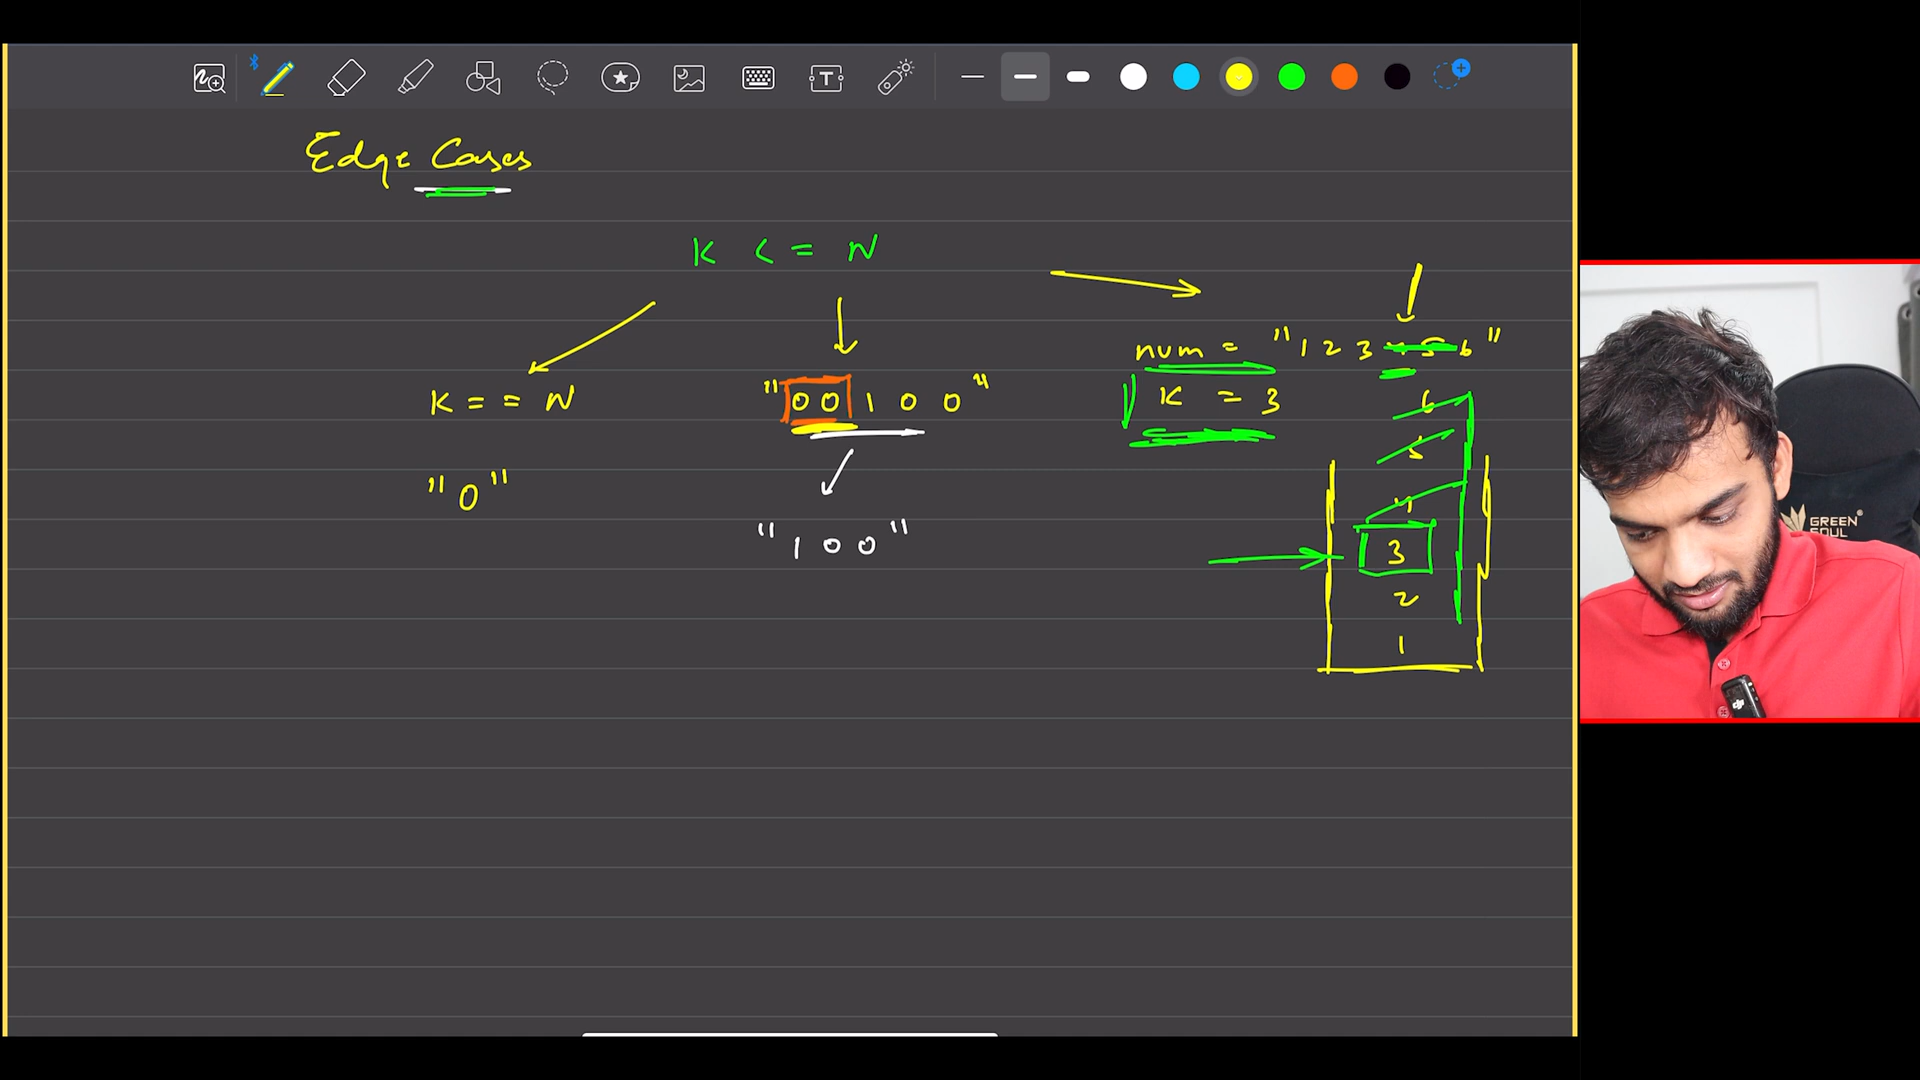 Edge Cases
K <= N
K == N
"0"
"00100"
"100"
num = "123456"
K = 3
6
5
4
3
2
1
GREEN SOUL
T